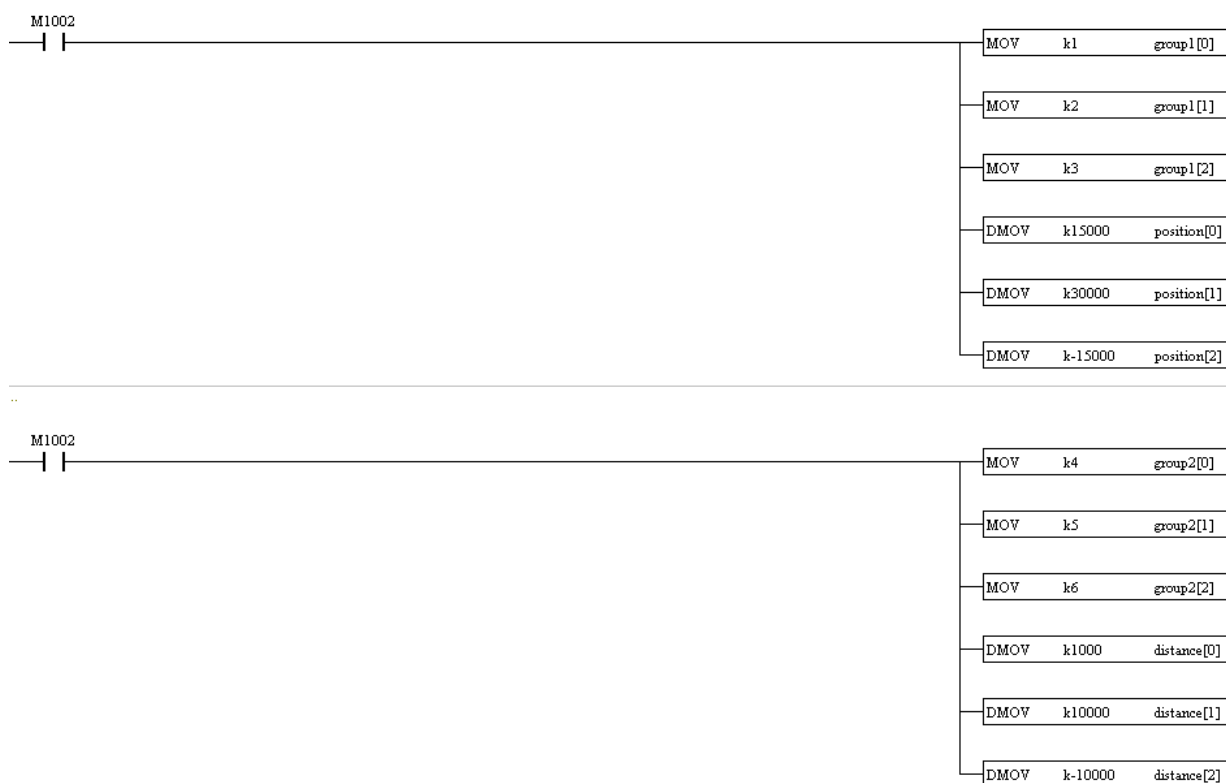 M1002
MOV k1 group1[0]
MOV k2 group1[1]
MOV k3 group1[2]
DMOV k15000 position[0]
DMOV k30000 position[1]
DMOV k-15000 position[2]
M1002
MOV k4 group2[0]
MOV k5 group2[1]
MOV k6 group2[2]
DMOV k1000 distance[0]
DMOV k10000 distance[1]
DMOV k-10000 distance[2]